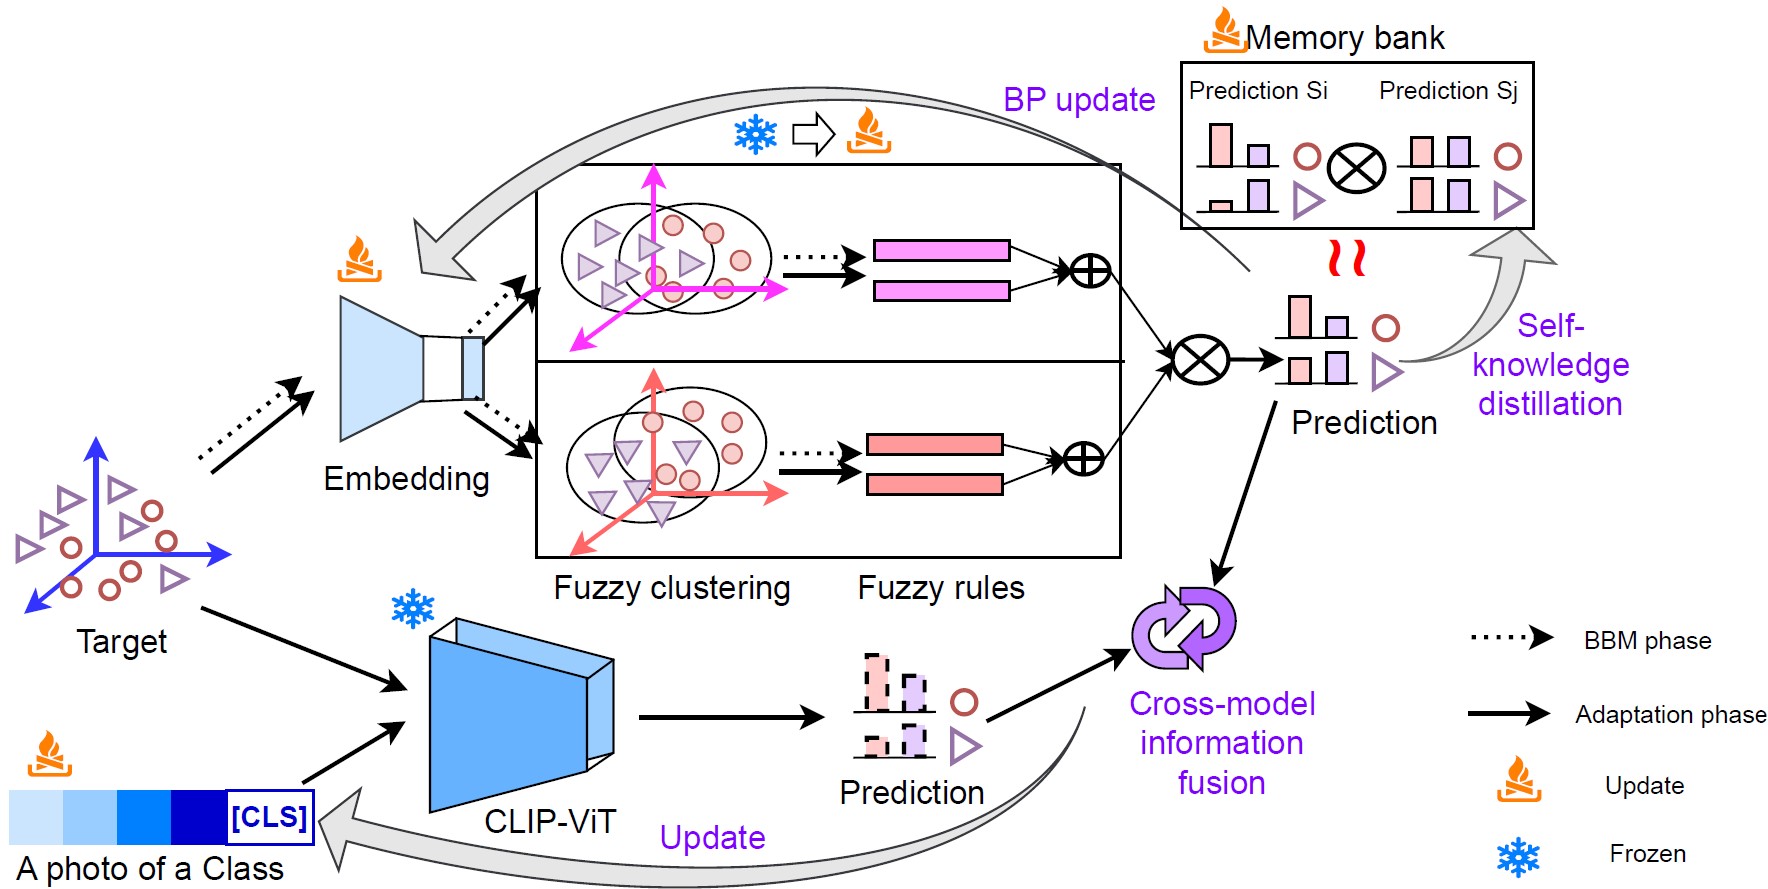 Memory bank
Prediction Si
Prediction Sj
BP update
Self-
knowledge
distillation
Prediction
Embedding
Fuzzy clustering
Fuzzy rules
Target
BBM phase
Adaptation phase
Update
Frozen
Cross-model
information
fusion
Prediction
CLIP-ViT
Update
[CLS]
A photo of a Class